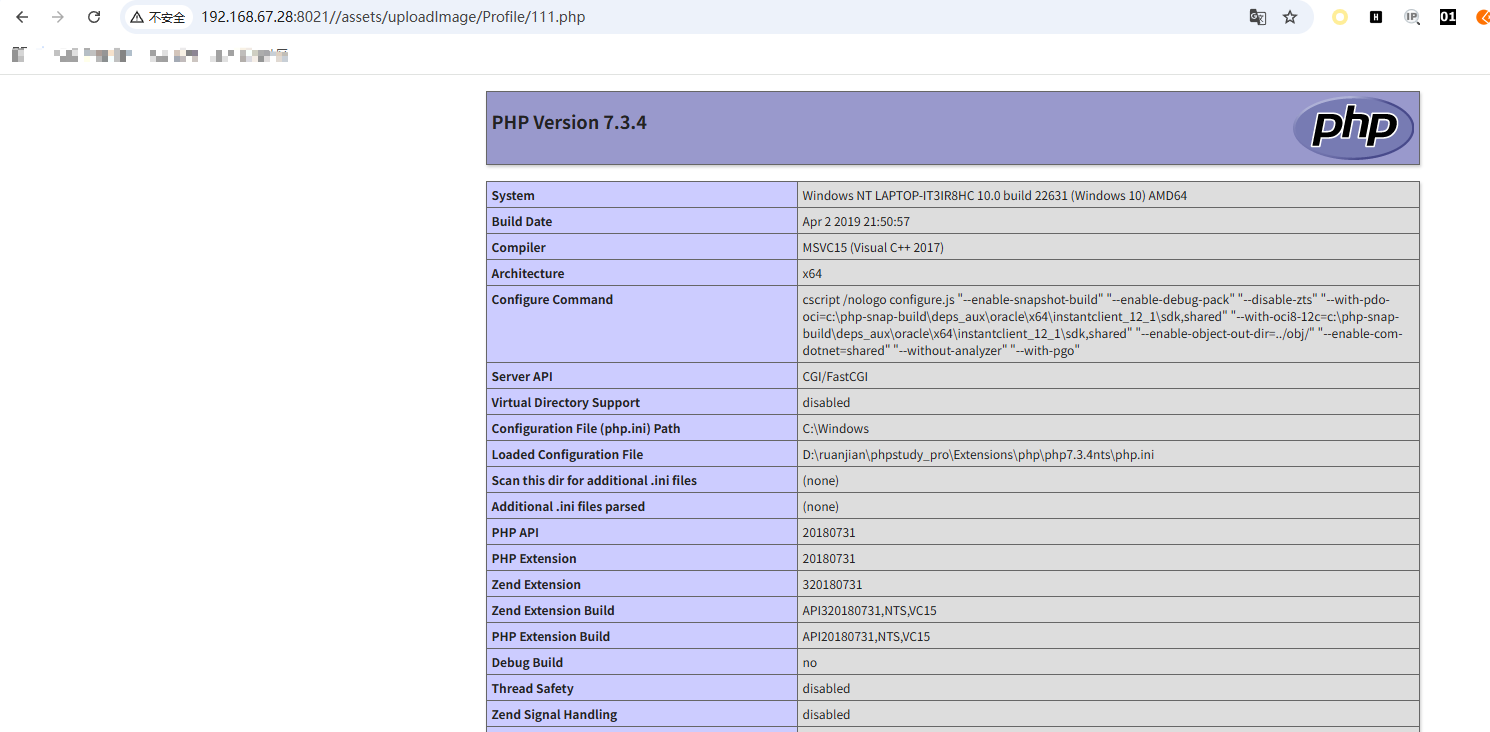 不安全 192.168.67.28:8021//assets/uploadImage/Profile/111.php
H IP 01
PHP Version 7.3.4
php
System Windows NT LAPTOP-IT3IR8HC 10.0 build 22631 (Windows 10) AMD64
Build Date Apr 2 2019 21:50:57
Compiler MSVC15 (Visual C++ 2017)
Architecture x64
Configure Command cscript /nologo configure.js "--enable-snapshot-build" "--enable-debug-pack" "--disable-zts" "--with-pdo-
oci=c:\php-snap-build\deps_aux\oracle\x64\instantclient_12_1\sdk,shared" "--with-oci8-12c=c:\php-snap-
build\deps_aux\oracle\x64\instantclient_12_1\sdk,shared" "--enable-object-out-dir=../obj/" "--enable-com-
dotnet=shared" "--without-analyzer" "--with-pgo"
Server API CGI/FastCGI
Virtual Directory Support disabled
Configuration File (php.ini) Path C:\Windows
Loaded Configuration File D:\ruanjian\phpstudy_pro\Extensions\php\php7.3.4nts\php.ini
Scan this dir for additional .ini files (none)
Additional .ini files parsed (none)
PHP API 20180731
PHP Extension 20180731
Zend Extension 320180731
Zend Extension Build API320180731,NTS,VC15
PHP Extension Build API20180731,NTS,VC15
Debug Build no
Thread Safety disabled
Zend Signal Handling disabled